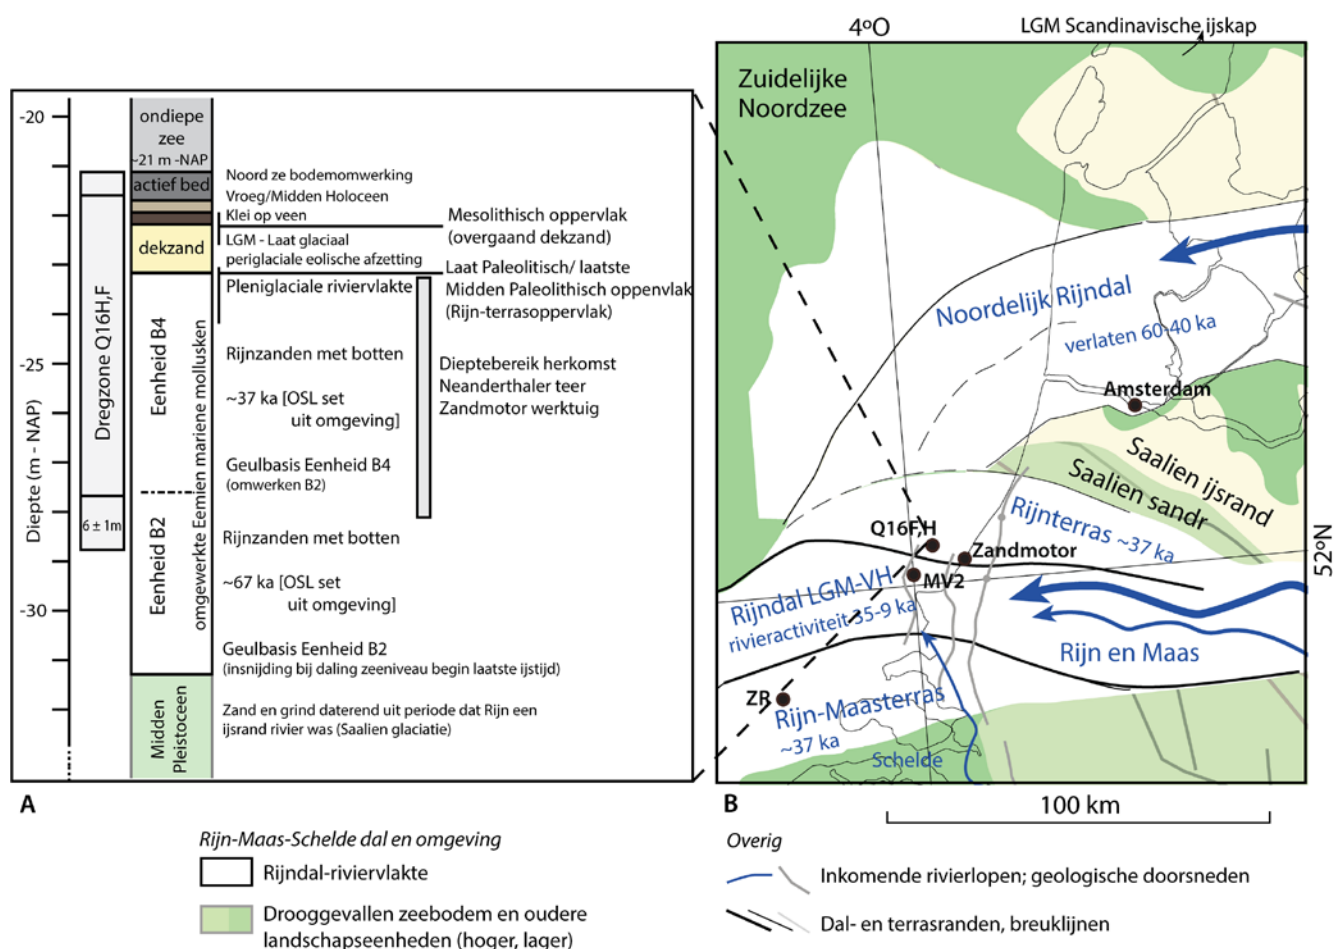 4ºO
LGM Scandinavische ijskap
Zuidelijke
Noordzee
-20
ondiepe
zee
~21 m -NAP
actief bed
Noord ze bodemomwerking
Vroeg/Midden Holoceen
Klei op veen
Mesolithisch oppervlak
(overgaand dekzand)
dekzand
LGM - Laat glaciaal
periglaciale eolische afzetting
Laat Paleolitisch/ laatste
Midden Paleolithisch oppenvlak
(Rijn-terrasoppervlak)
Pleniglaciale riviervlakte
Dregzone Q16H,F
Eenheid B4
omgewerkte Eemien mariene mollusken
Rijnzanden met botten
-25
Dieptebereik herkomst
Neanderthaler teer
Zandmotor werktuig
~37 ka [OSL set
uit omgeving]
Diepte (m - NAP)
Geulbasis Eenheid B4
(omwerken B2)
6 ± 1m
Eenheid B2
Rijnzanden met botten
~67 ka [OSL set
uit omgeving]
-30
Geulbasis Eenheid B2
(insnijding bij daling zeeniveau begin laatste ijstijd)
Midden
Pleistoceen
Zand en grind daterend uit periode dat Rijn een
ijsrand rivier was (Saalien glaciatie)
A
Noordelijk Rijndal
verlaten 60-40 ka
Amsterdam
Saalien ijsrand
Saalien sandr
Rijnterras ~37 ka
Q16F,H
Zandmotor
52ºN
MV2
Rijndal LGM-VH
rivieractiviteit 35-9 ka
Rijn en Maas
ZR
Rijn-Maasterras
~37 ka
Schelde
B
100 km
Rijn-Maas-Schelde dal en omgeving
Rijndal-riviervlakte
Drooggevallen zeebodem en oudere
landschapseenheden (hoger, lager)
Overig
Inkomende rivierlopen; geologische doorsneden
Dal- en terrasranden, breuklijnen